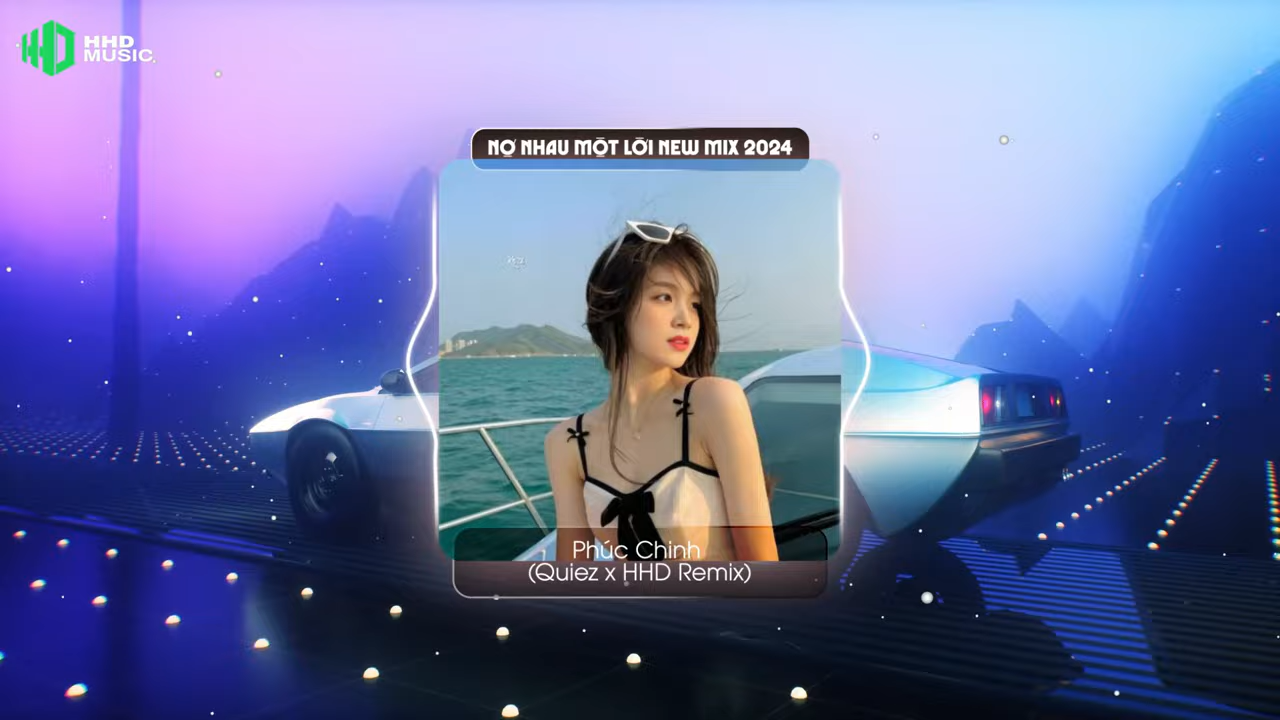 HHD
MUSIC
NỢ NHAU MỘT LỜI NEW MIX 2024
Phúc Chinh
(Quiez x HHD Remix)